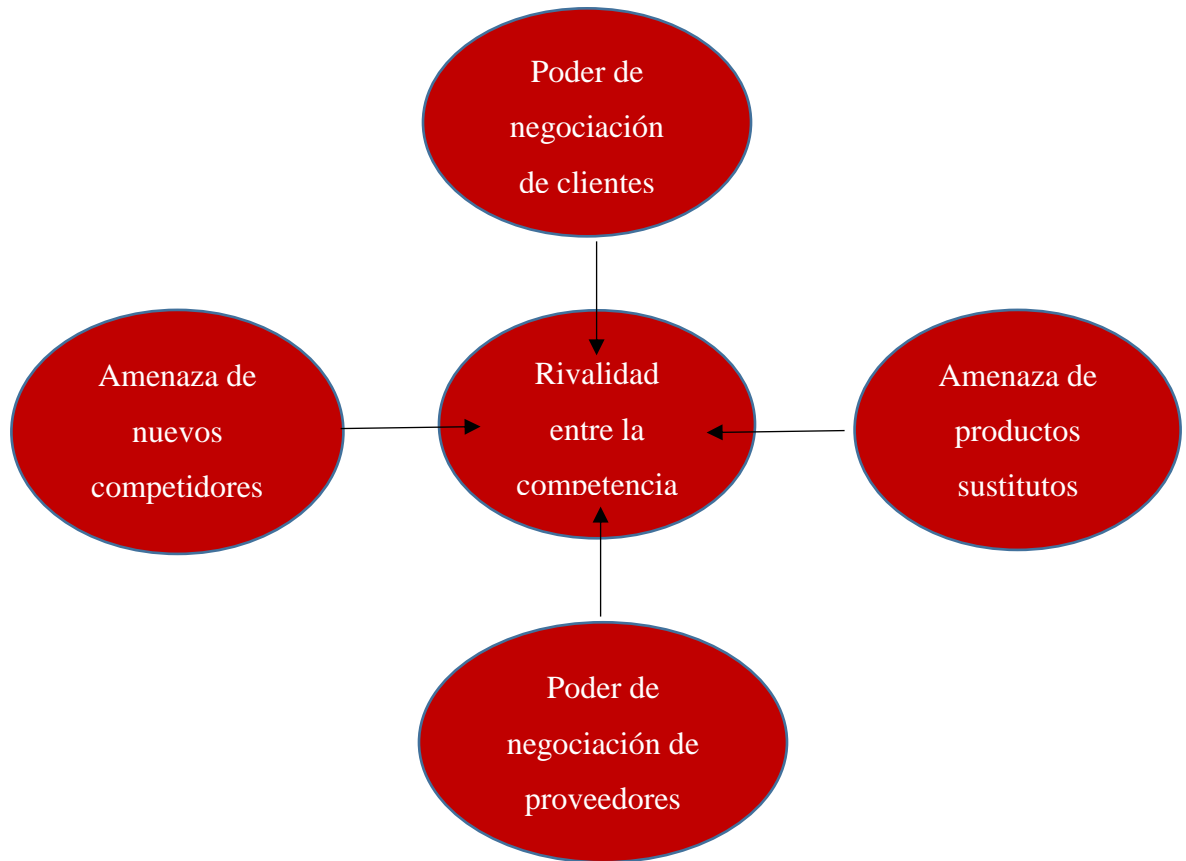 Poder de
negociación
de clientes
Amenaza de
nuevos
competidores
Rivalidad
entre la
competencia
Amenaza de
productos
sustitutos
Poder de
negociación de
proveedores